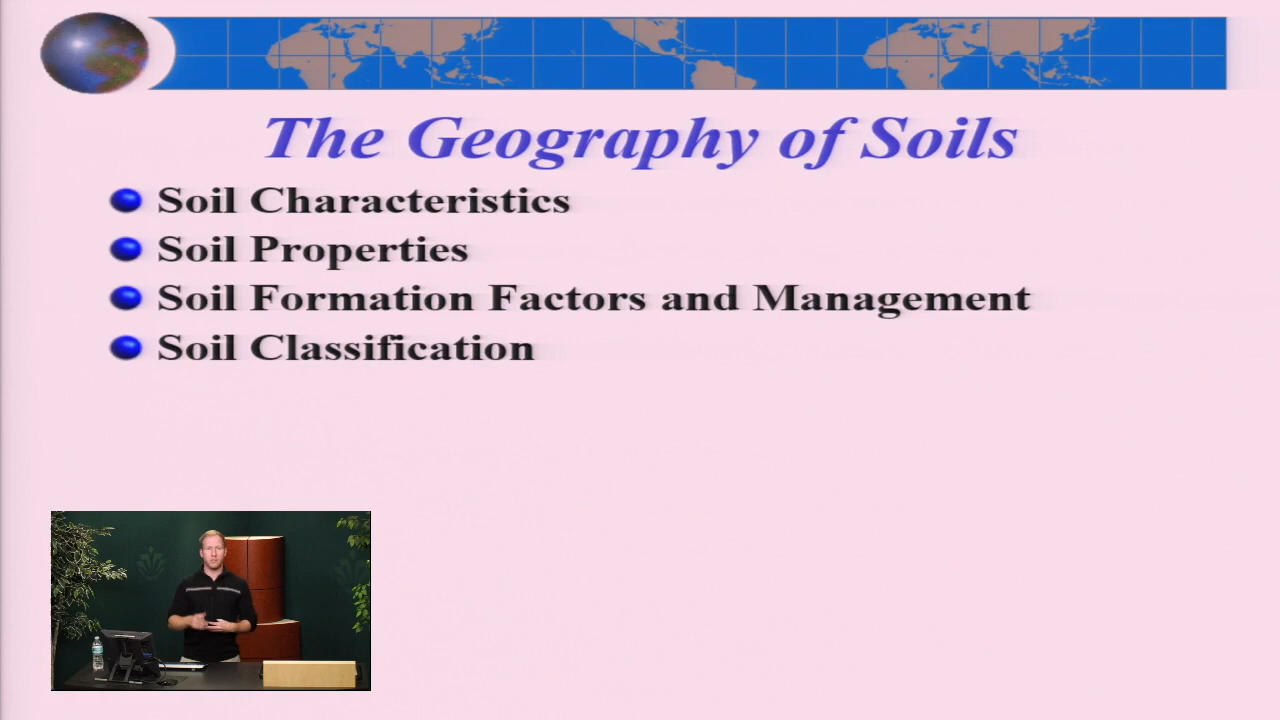 The Geography of Soils
Soil Characteristics
Soil Properties
Soil Formation Factors and Management
Soil Classification